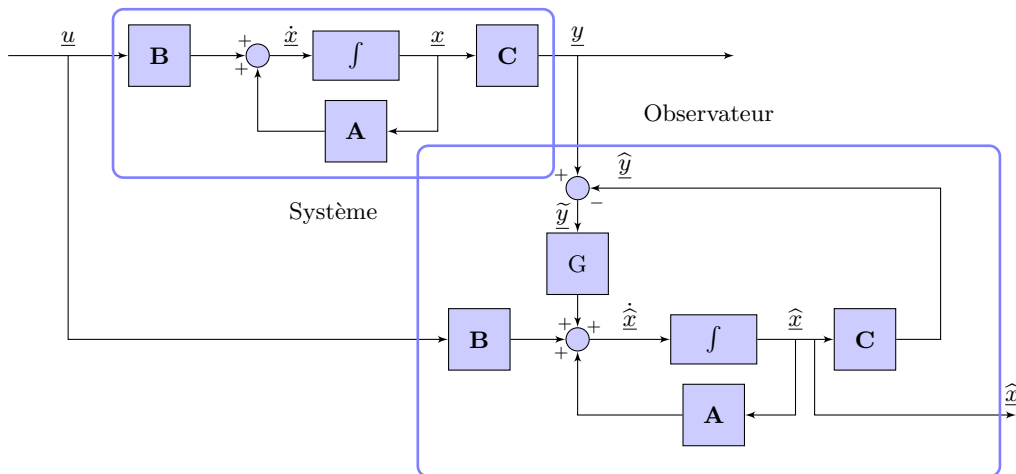 u
B
+
+
ẋ
∫
x
C
y
A
Système
Observateur
+
−
ŷ
ỹ
G
B
+
+
+
x̂̇
∫
x̂
C
A
x̂